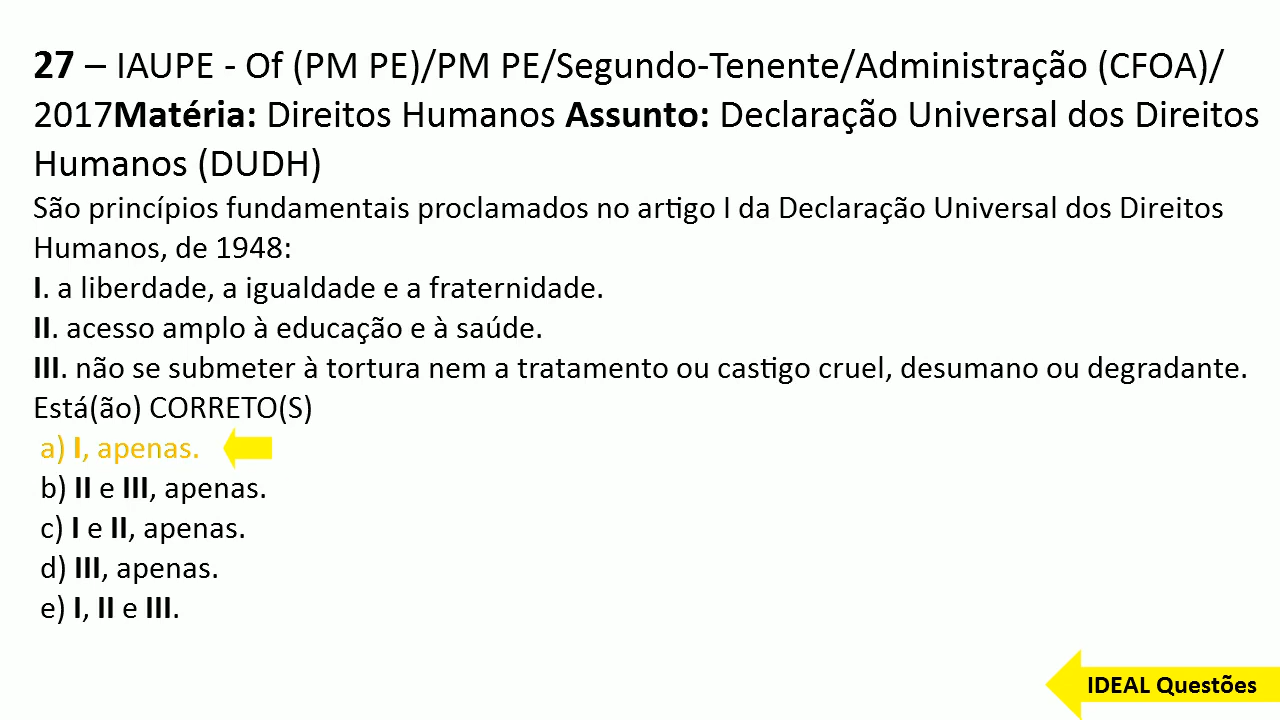 27 – IAUPE - Of (PM PE)/PM PE/Segundo-Tenente/Administração (CFOA)/
2017Matéria: Direitos Humanos Assunto: Declaração Universal dos Direitos
Humanos (DUDH)
São princípios fundamentais proclamados no artigo I da Declaração Universal dos Direitos
Humanos, de 1948:
I. a liberdade, a igualdade e a fraternidade.
II. acesso amplo à educação e à saúde.
III. não se submeter à tortura nem a tratamento ou castigo cruel, desumano ou degradante.
Está(ão) CORRETO(S)
a) I, apenas.
b) II e III, apenas.
c) I e II, apenas.
d) III, apenas.
e) I, II e III.
IDEAL Questões